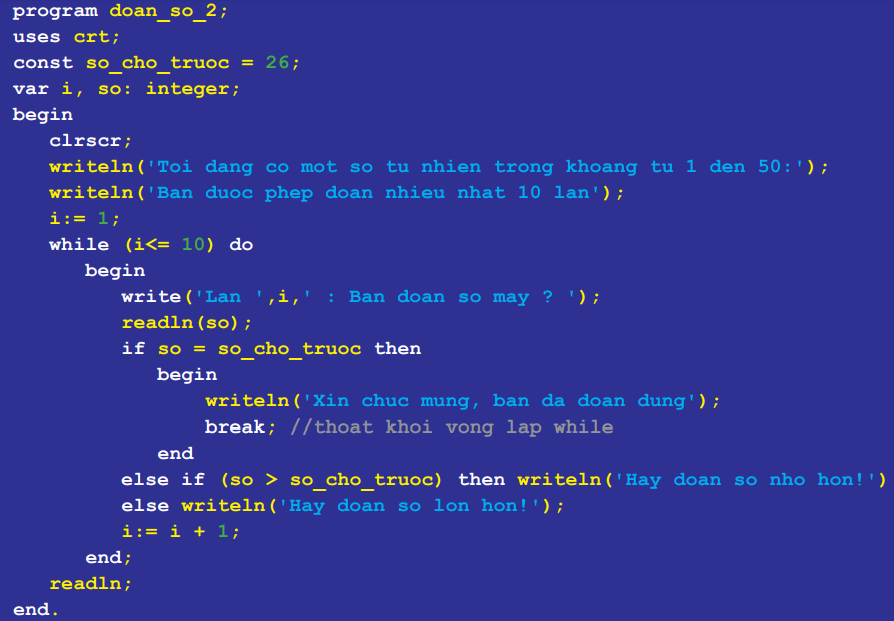 program doan_so_2;
uses crt;
const so_cho_truoc = 26;
var i, so: integer;
begin
clrscr;
writeln('Toi dang co mot so tu nhien trong khoang tu 1 den 50:');
writeln('Ban duoc phep doan nhieu nhat 10 lan');
i:= 1;
while (i<= 10) do
begin
write('Lan ',i,' : Ban doan so may ? ');
readln(so);
if so = so_cho_truoc then
begin
writeln('Xin chuc mung, ban da doan dung');
break; //thoat khoi vong lap while
end
else if (so > so_cho_truoc) then writeln('Hay doan so nho hon!')
else writeln('Hay doan so lon hon!');
i:= i + 1;
end;
readln;
end.